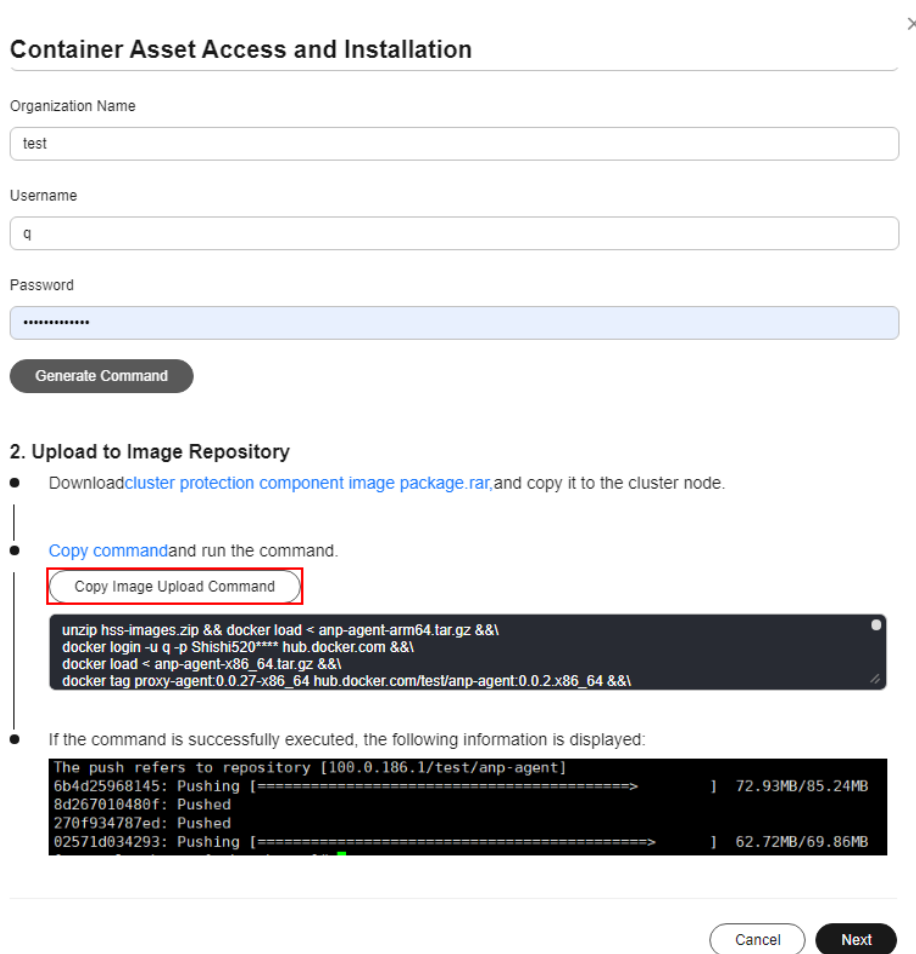 Container Asset Access and Installation
Organization Name
test
Username
q
Password
•••••••••••••
Generate Command
2. Upload to Image Repository
Downloadcluster protection component image package.rar,and copy it to the cluster node.
Copy commandand run the command.
Copy Image Upload Command
unzip hss-images.zip && docker load < anp-agent-arm64.tar.gz &&\
docker login -u q -p Shishi520**** hub.docker.com &&\
docker load < anp-agent-x86_64.tar.gz &&\
docker tag proxy-agent:0.0.27-x86_64 hub.docker.com/test/anp-agent:0.0.2.x86_64 &&\
If the command is successfully executed, the following information is displayed:
The push refers to repository [100.0.186.1/test/anp-agent]
6b4d25968145: Pushing [=========================================> ] 72.93MB/85.24MB
8d267010480f: Pushed
270f934787ed: Pushed
02571d034293: Pushing [===========================================> ] 62.72MB/69.86MB
Cancel
Next